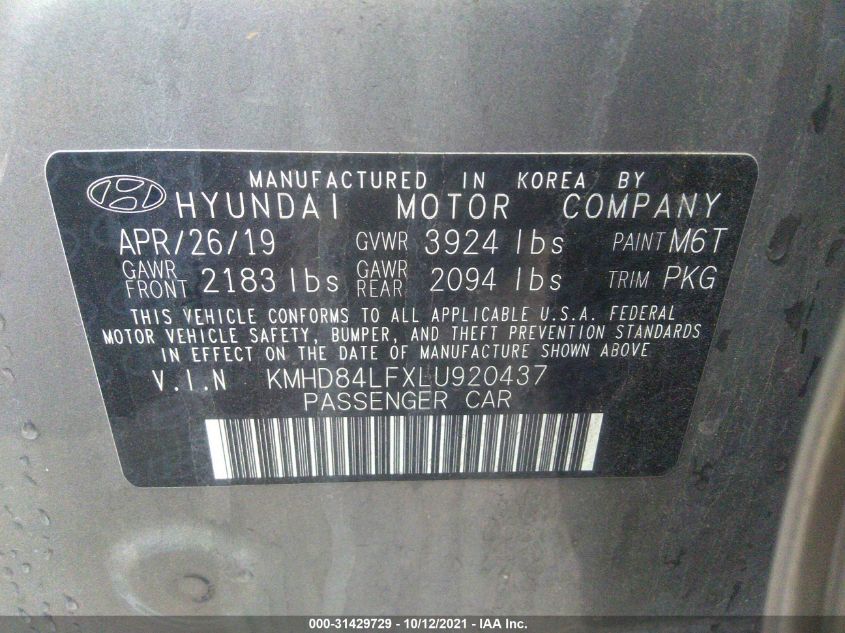 MANUFACTURED IN KOREA BY
HYUNDAI MOTOR COMPANY
APR/26/19 GVWR 3924 lbs PAINT M6T
GAWR FRONT 2183 lbs GAWR REAR 2094 lbs TRIM PKG
THIS VEHICLE CONFORMS TO ALL APPLICABLE U.S.A. FEDERAL
MOTOR VEHICLE SAFETY, BUMPER, AND THEFT PREVENTION STANDARDS
IN EFFECT ON THE DATE OF MANUFACTURE SHOWN ABOVE
V.I.N KMHD84LFXLU920437
PASSENGER CAR
000-31429729 - 10/12/2021 - IAA Inc.